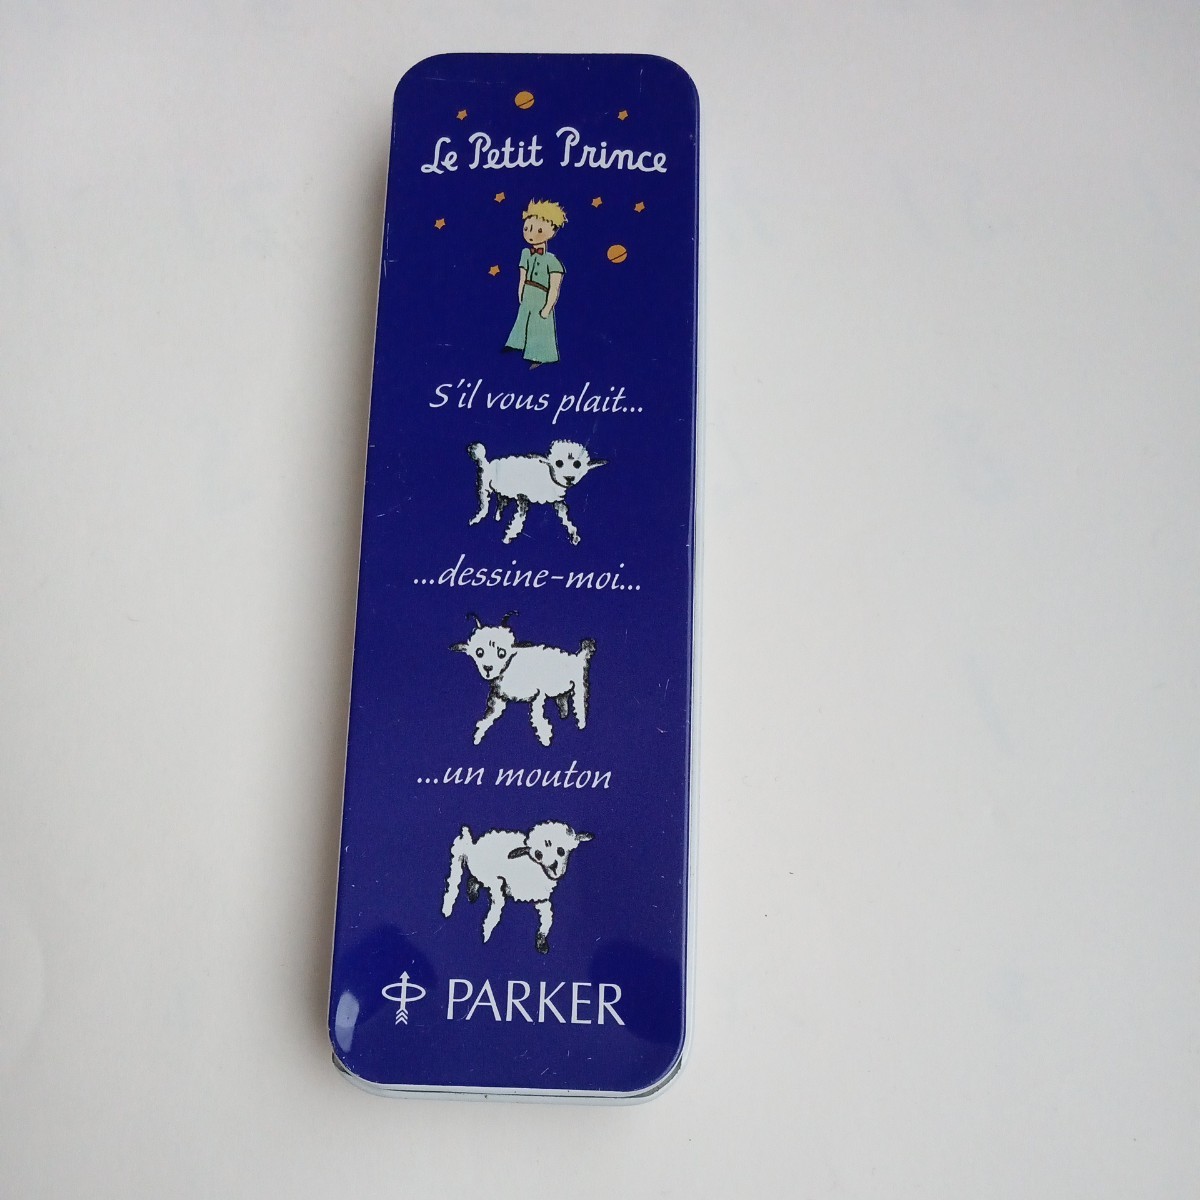 Le Petit Prince
S'il vous plait...
...dessine-moi...
...un mouton
PARKER